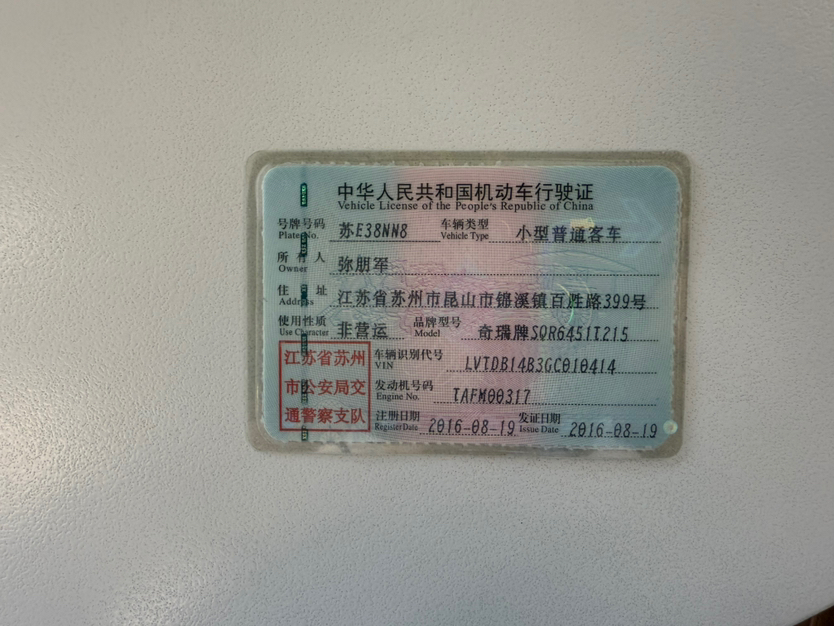 中华人民共和国机动车行驶证
Vehicle License of the People's Republic of China
号牌号码 苏E38NN8 车辆类型 小型普通客车
Plate No. Vehicle Type
所有人 弥朋军
Owner
住址 江苏省苏州市昆山市锦溪镇百胜路399号
Address
使用性质 非营运 品牌型号 奇瑞牌SQR6451T215
Use Character Model
江苏省苏州 车辆识别代号 LVTDB14B3GC010414
VIN
市公安局交 发动机号码 TAFM00317
Engine No.
通警察支队 注册日期 2016-08-19 发证日期 2016-08-19
Register Date Issue Date